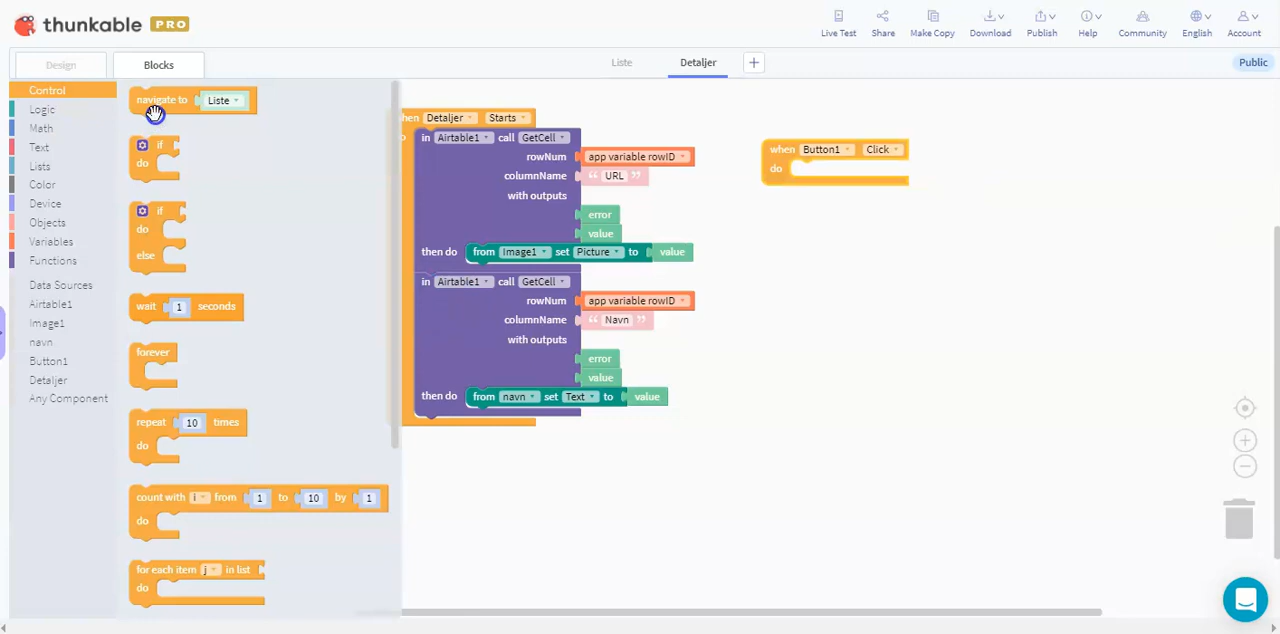 thunkable PRO
Live Test
Share
Make Copy
Download
Publish
Help
Community
English
Account
Design
Blocks
Liste
Detaljer
Public
Control
Logic
Math
Text
Lists
Color
Device
Objects
Variables
Functions
Data Sources
Airtable1
Image1
navn
Button1
Detaljer
Any Component
navigate to Liste
if
do
if
do
else
wait 1 seconds
forever
repeat 10 times
do
count with i from 1 to 10 by 1
do
for each item j in list
do
hen Detaljer Starts
in Airtable1 call GetCell
rowNum app variable rowID
columnName “ URL ”
with outputs
error
value
then do from Image1 set Picture to value
in Airtable1 call GetCell
rowNum app variable rowID
columnName “ Navn ”
with outputs
error
value
then do from navn set Text to value
when Button1 Click
do